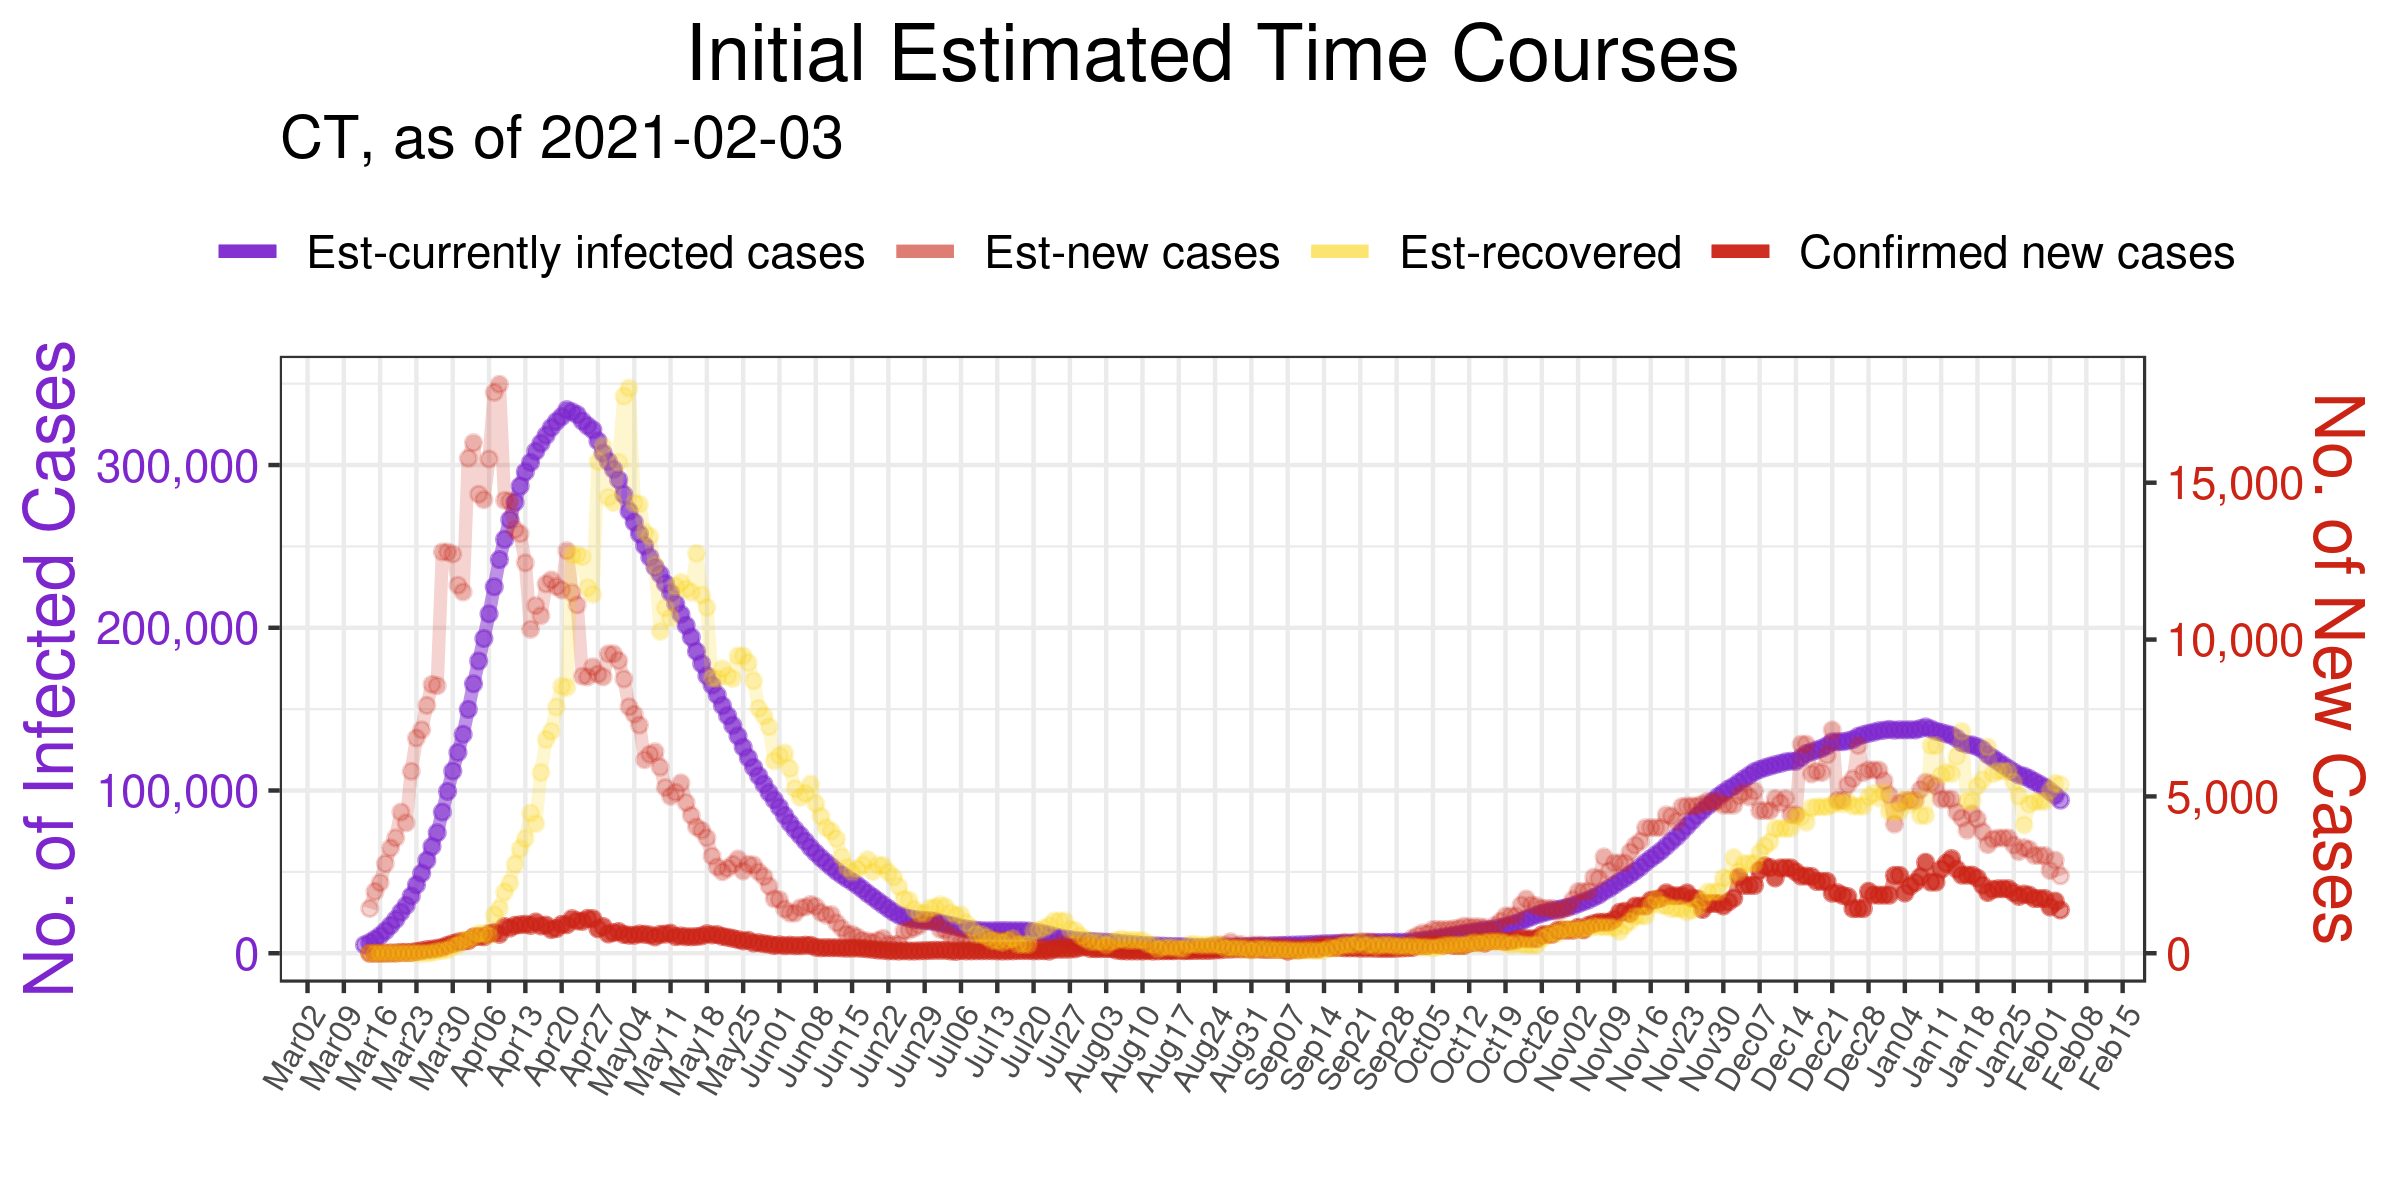 Initial Estimated Time Courses
CT, as of 2021-02-03
Est-currently infected cases Est-new cases Est-recovered Confirmed new cases
No. of Infected Cases
300,000
200,000
100,000
0
15,000
10,000
5,000
0
No. of New Cases
Mar02 Mar09 Mar16 Mar23 Mar30 Apr06 Apr13 Apr20 Apr27 May04 May11 May18 May25 Jun01 Jun08 Jun15 Jun22 Jun29 Jul06 Jul13 Jul20 Jul27 Aug03 Aug10 Aug17 Aug24 Aug31 Sep07 Sep14 Sep21 Sep28 Oct05 Oct12 Oct19 Oct26 Nov02 Nov09 Nov16 Nov23 Nov30 Dec07 Dec14 Dec21 Dec28 Jan04 Jan11 Jan18 Jan25 Feb01 Feb08 Feb15